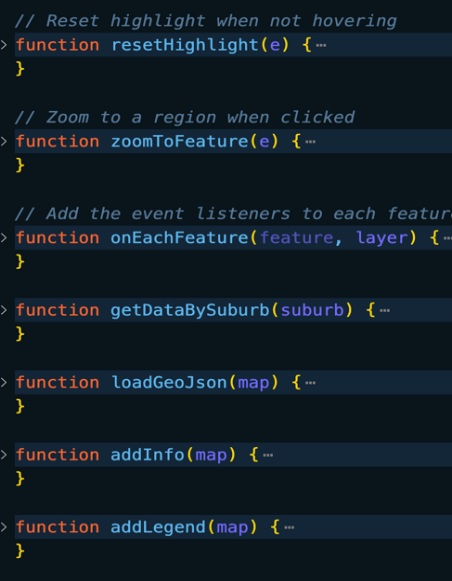 // Reset highlight when not hovering
> function resetHighlight(e) { ⋯
}
// Zoom to a region when clicked
> function zoomToFeature(e) { ⋯
}
// Add the event listeners to each featur
> function onEachFeature(feature, layer) { ⋯
}
> function getDataBySuburb(suburb) { ⋯
}
> function loadGeoJson(map) { ⋯
}
> function addInfo(map) { ⋯
}
> function addLegend(map) { ⋯
}